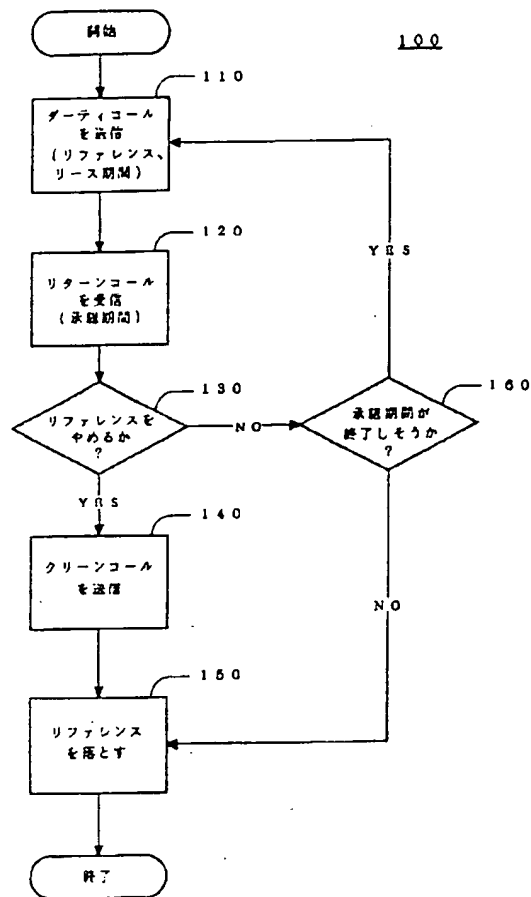 開始
100
110
ダーティコール
を送信
(リファレンス、
リース期間)
120
リターンコール
を受信
(承認期間)
130
リファレンスを
やめるか
?
NO
160
承認期間が
終了しそうか
?
YES
YES
140
クリーンコール
を送信
NO
150
リファレンス
を落とす
終了